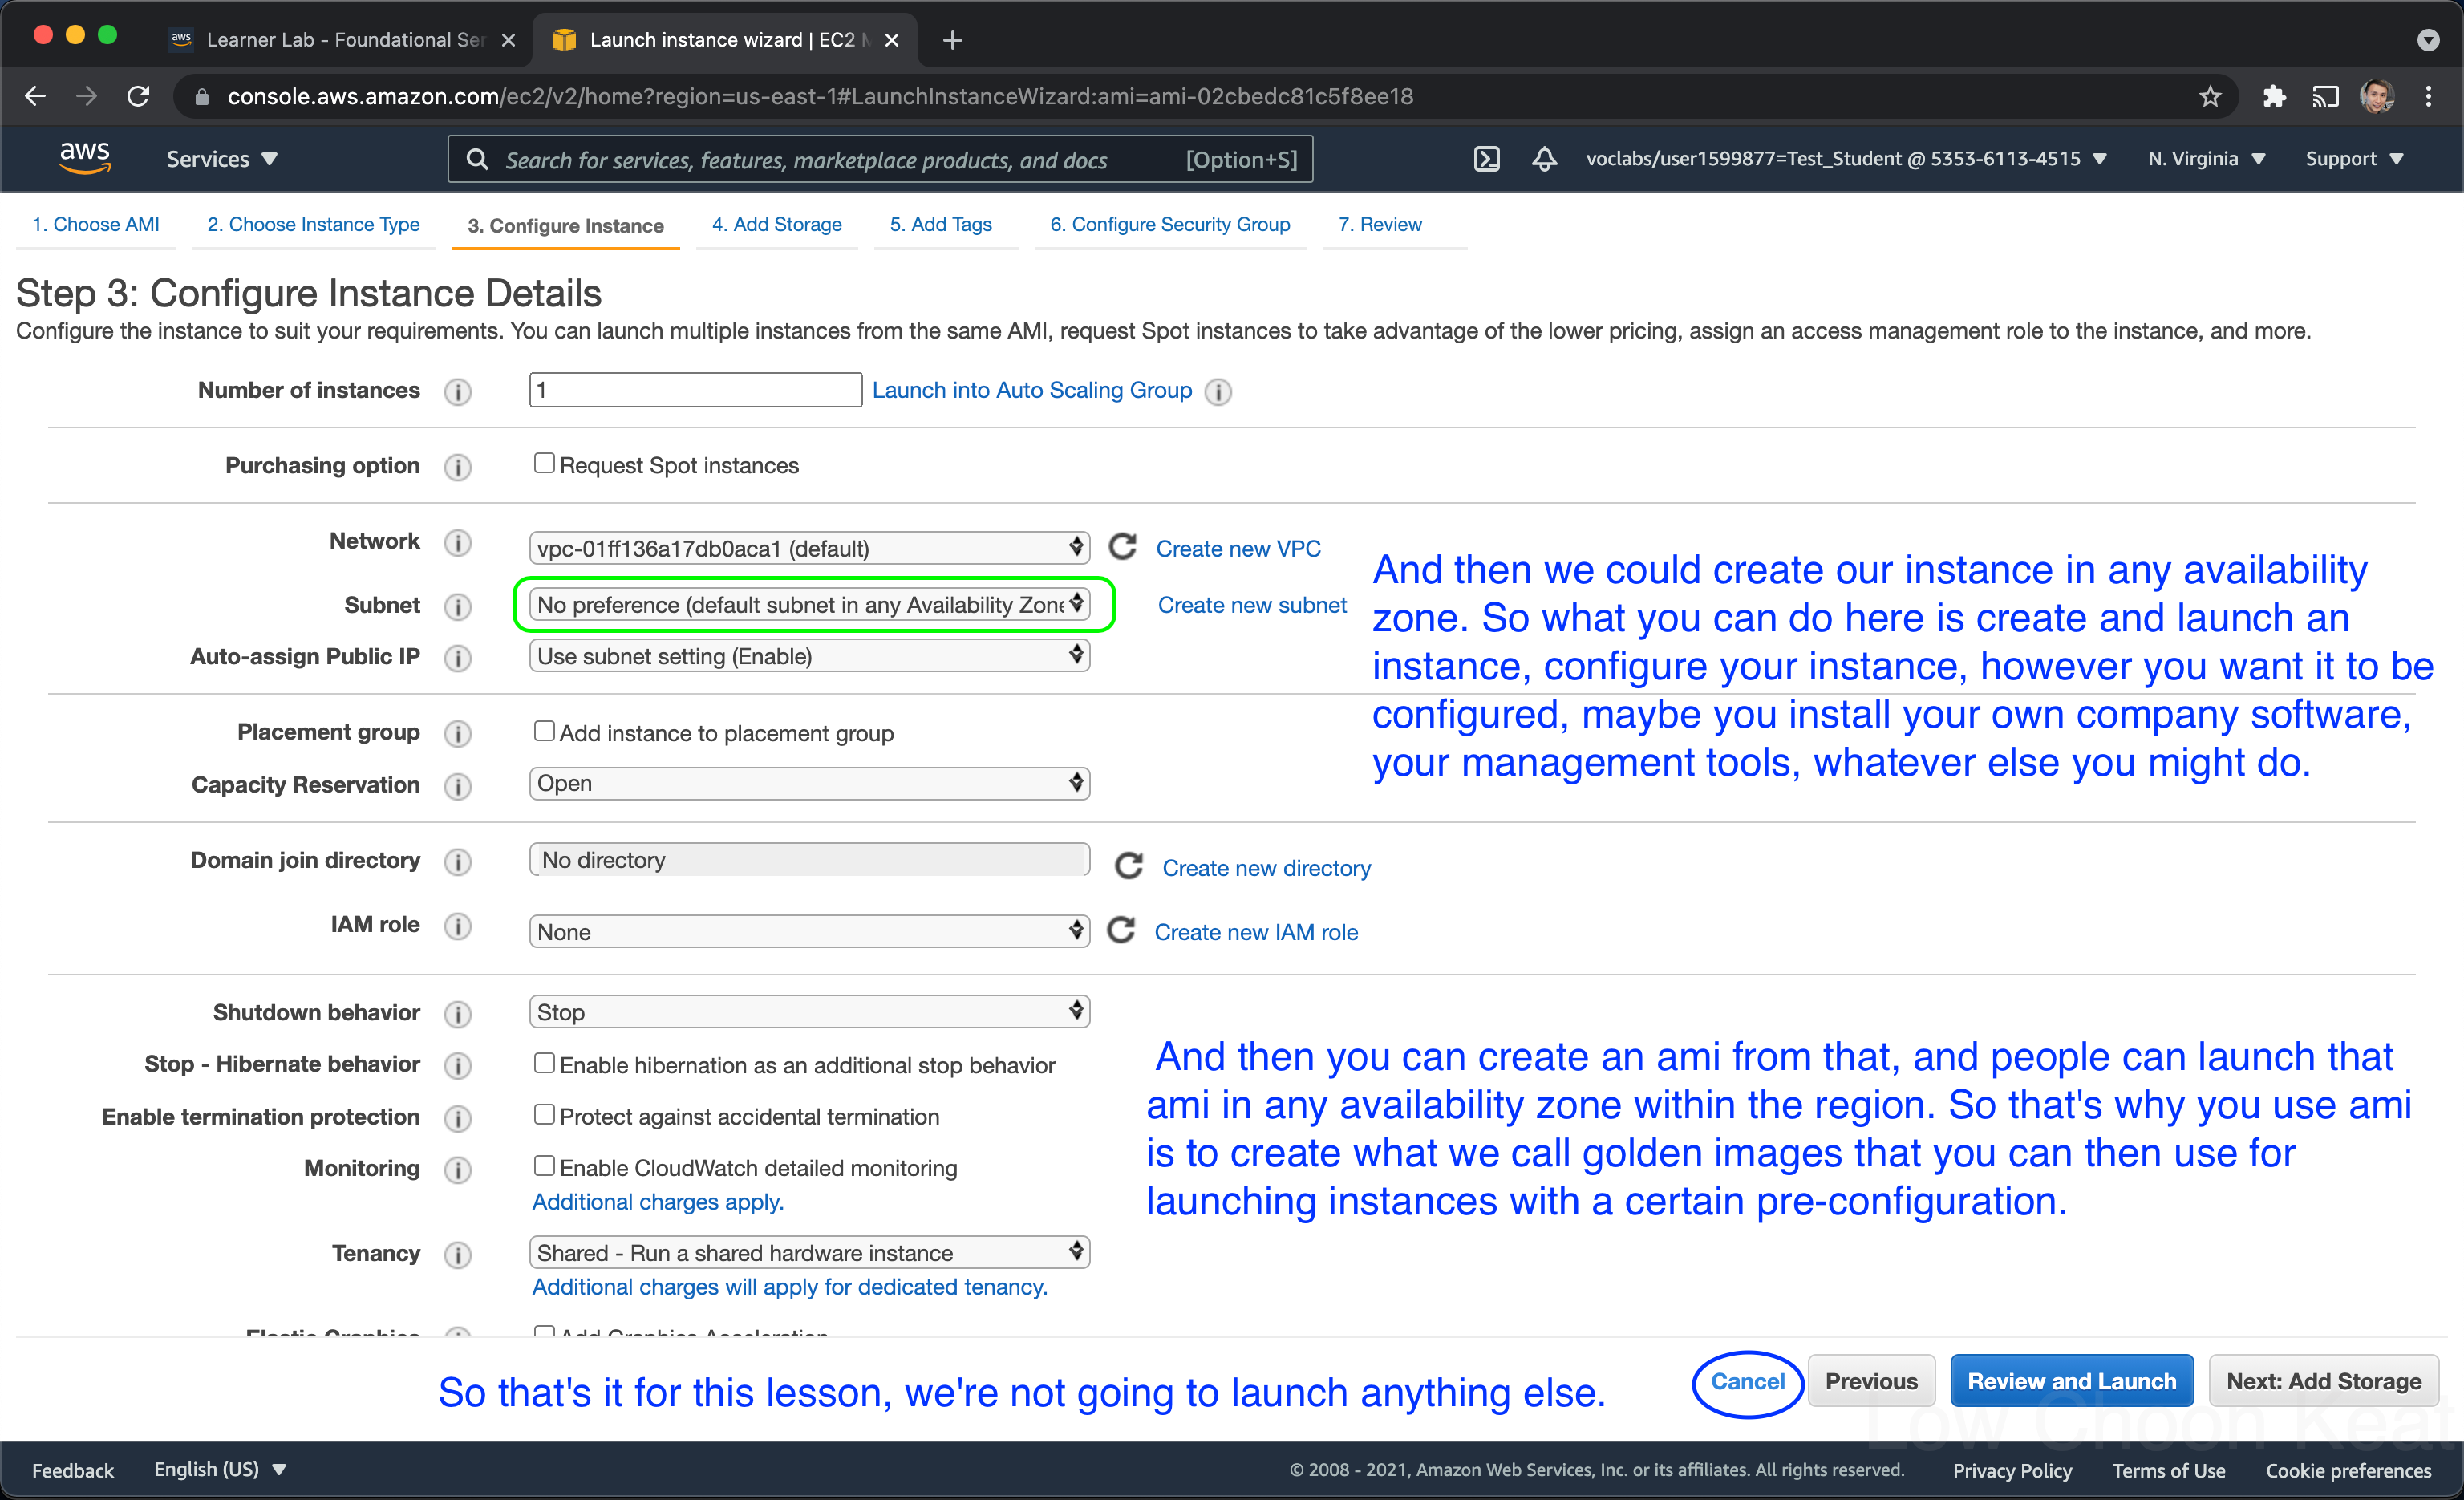 Learner Lab - Foundational Ser
Launch instance wizard | EC2 M
console.aws.amazon.com/ec2/v2/home?region=us-east-1#LaunchInstanceWizard:ami=ami-02cbedc81c5f8ee18
aws Services Search for services, features, marketplace products, and docs [Option+S] voclabs/user1599877=Test_Student @ 5353-6113-4515 N. Virginia Support
1. Choose AMI 2. Choose Instance Type 3. Configure Instance 4. Add Storage 5. Add Tags 6. Configure Security Group 7. Review
Step 3: Configure Instance Details
Configure the instance to suit your requirements. You can launch multiple instances from the same AMI, request Spot instances to take advantage of the lower pricing, assign an access management role to the instance, and more.
Number of instances 1 Launch into Auto Scaling Group
Purchasing option Request Spot instances
Network vpc-01ff136a17db0aca1 (default) Create new VPC
Subnet No preference (default subnet in any Availability Zone Create new subnet
Auto-assign Public IP Use subnet setting (Enable)
And then we could create our instance in any availability
zone. So what you can do here is create and launch an
instance, configure your instance, however you want it to be
configured, maybe you install your own company software,
your management tools, whatever else you might do.
Placement group Add instance to placement group
Capacity Reservation Open
Domain join directory No directory Create new directory
IAM role None Create new IAM role
Shutdown behavior Stop
Stop - Hibernate behavior Enable hibernation as an additional stop behavior
Enable termination protection Protect against accidental termination
Monitoring Enable CloudWatch detailed monitoring
Additional charges apply.
Tenancy Shared - Run a shared hardware instance
Additional charges will apply for dedicated tenancy.
Elastic Graphics Add Graphics Acceleration
And then you can create an ami from that, and people can launch that
ami in any availability zone within the region. So that's why you use ami
is to create what we call golden images that you can then use for
launching instances with a certain pre-configuration.
So that's it for this lesson, we're not going to launch anything else.
Cancel Previous Review and Launch Next: Add Storage
Low Choon Keat
Feedback English (US) © 2008 - 2021, Amazon Web Services, Inc. or its affiliates. All rights reserved. Privacy Policy Terms of Use Cookie preferences